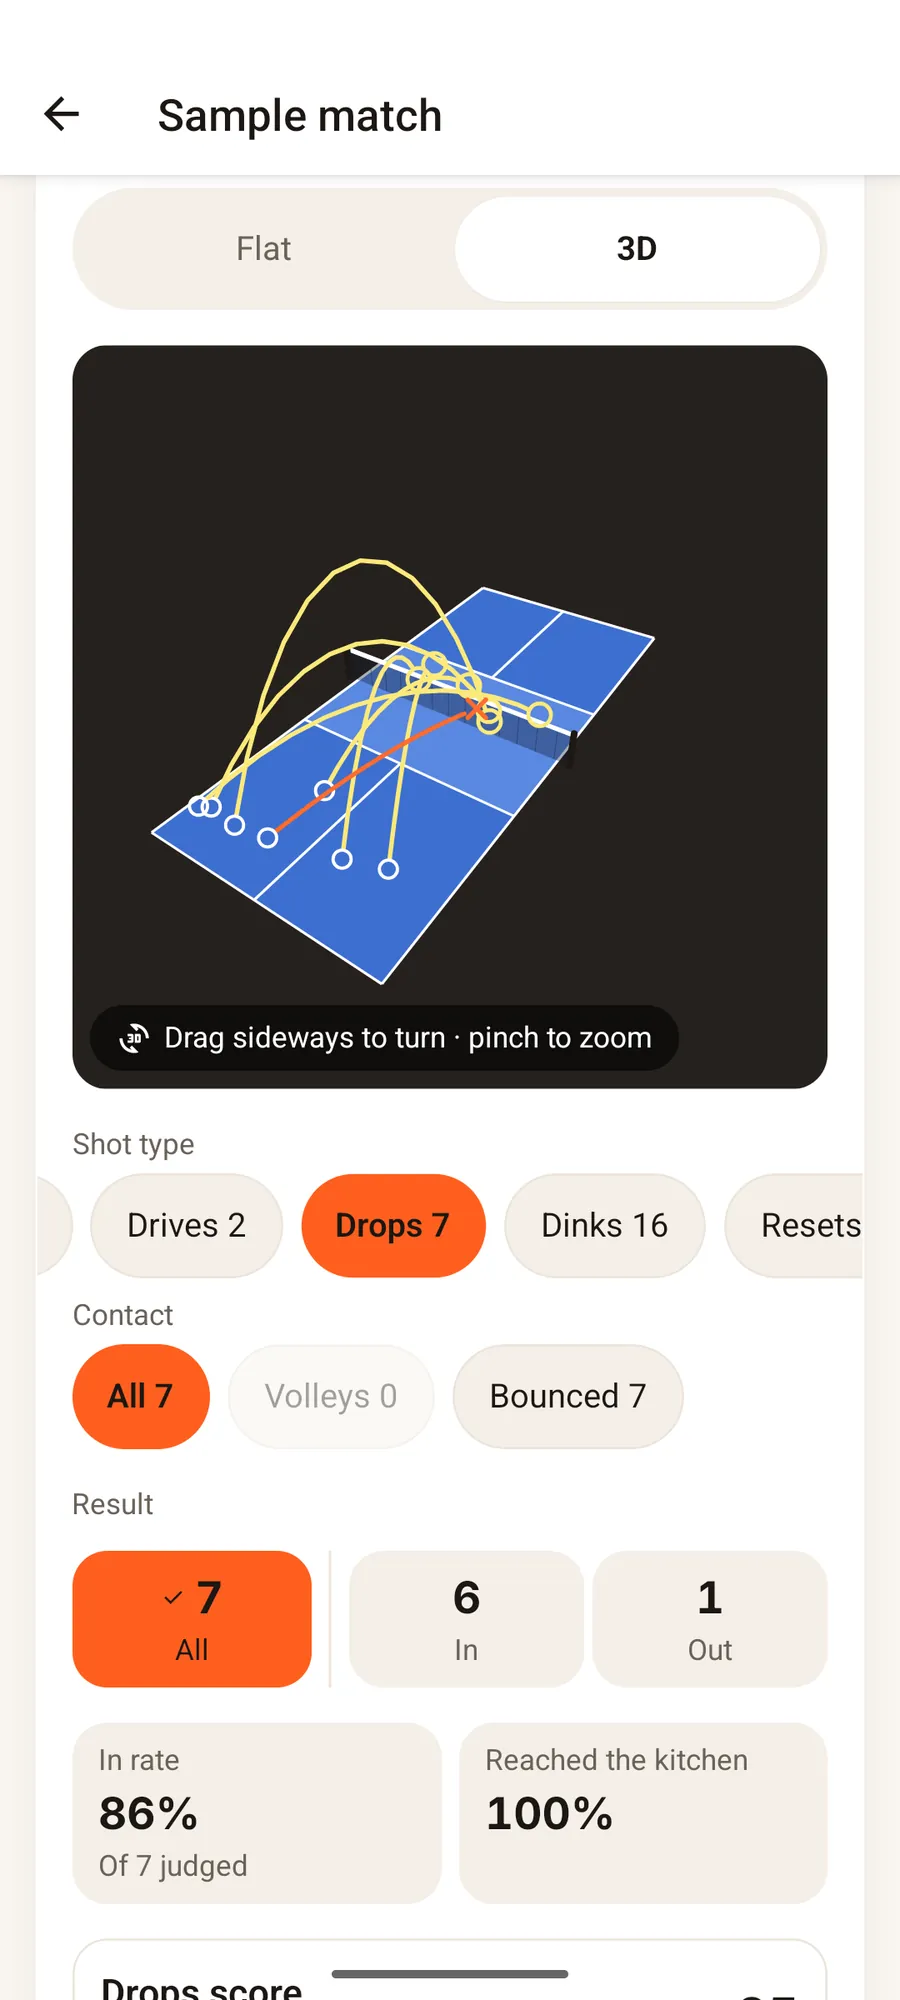 Sample match
Flat
3D
Drag sideways to turn · pinch to zoom
Shot type
Drives 2
Drops 7
Dinks 16
Resets
Contact
All 7
Volleys 0
Bounced 7
Result
7
All
6
In
1
Out
In rate
86%
Of 7 judged
Reached the kitchen
100%
Drops score